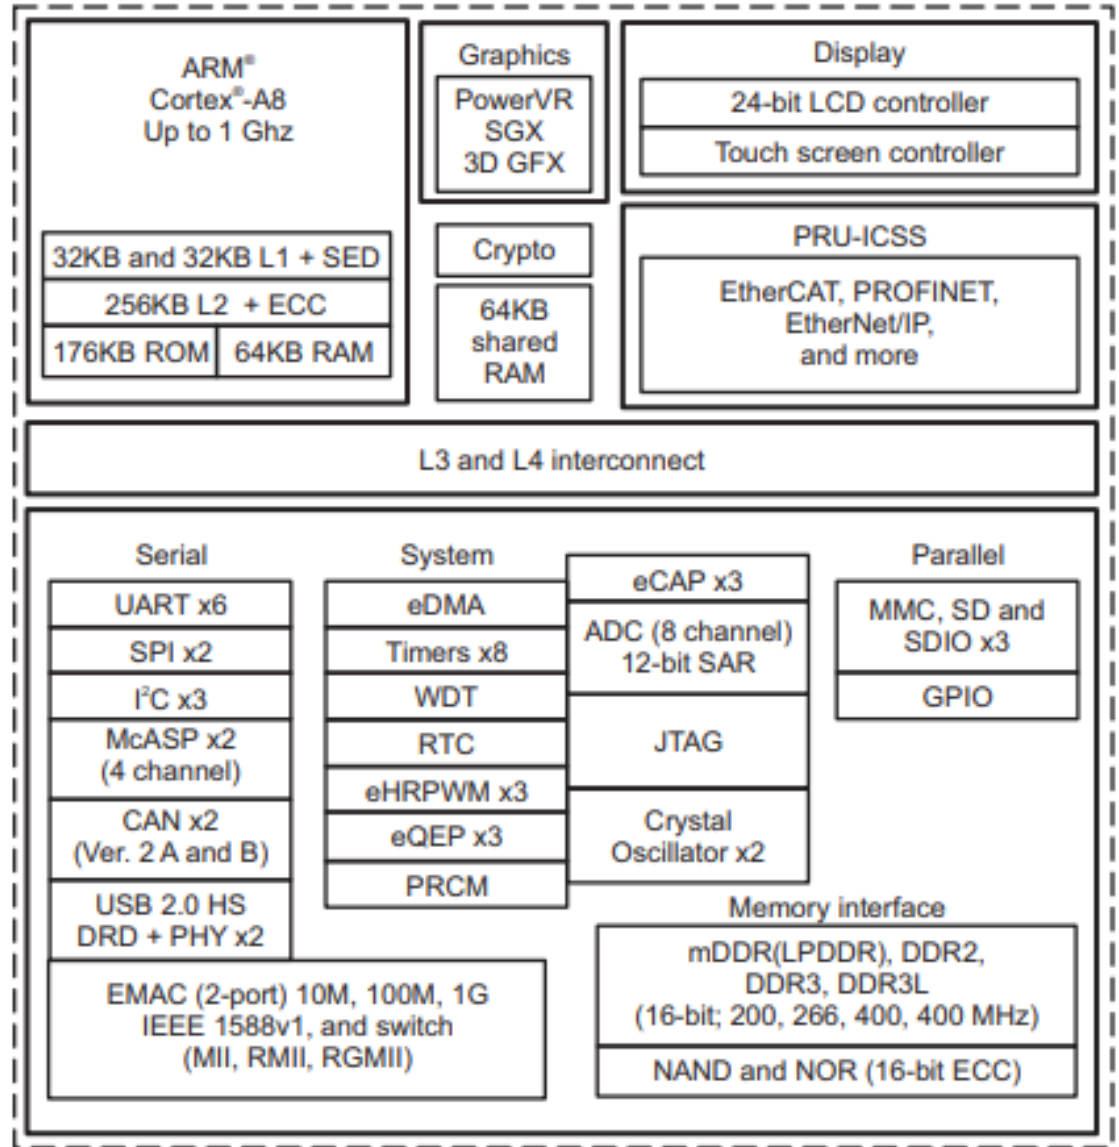 ARM®
Cortex®-A8
Up to 1 Ghz
32KB and 32KB L1 + SED
256KB L2 + ECC
176KB ROM
64KB RAM
Graphics
PowerVR
SGX
3D GFX
Crypto
64KB
shared
RAM
Display
24-bit LCD controller
Touch screen controller
PRU-ICSS
EtherCAT, PROFINET,
EtherNet/IP,
and more
L3 and L4 interconnect
Serial
UART x6
SPI x2
I²C x3
McASP x2
(4 channel)
CAN x2
(Ver. 2 A and B)
USB 2.0 HS
DRD + PHY x2
EMAC (2-port) 10M, 100M, 1G
IEEE 1588v1, and switch
(MII, RMII, RGMII)
System
eDMA
Timers x8
WDT
RTC
eHRPWM x3
eQEP x3
PRCM
eCAP x3
ADC (8 channel)
12-bit SAR
JTAG
Crystal
Oscillator x2
Parallel
MMC, SD and
SDIO x3
GPIO
Memory interface
mDDR(LPDDR), DDR2,
DDR3, DDR3L
(16-bit; 200, 266, 400, 400 MHz)
NAND and NOR (16-bit ECC)